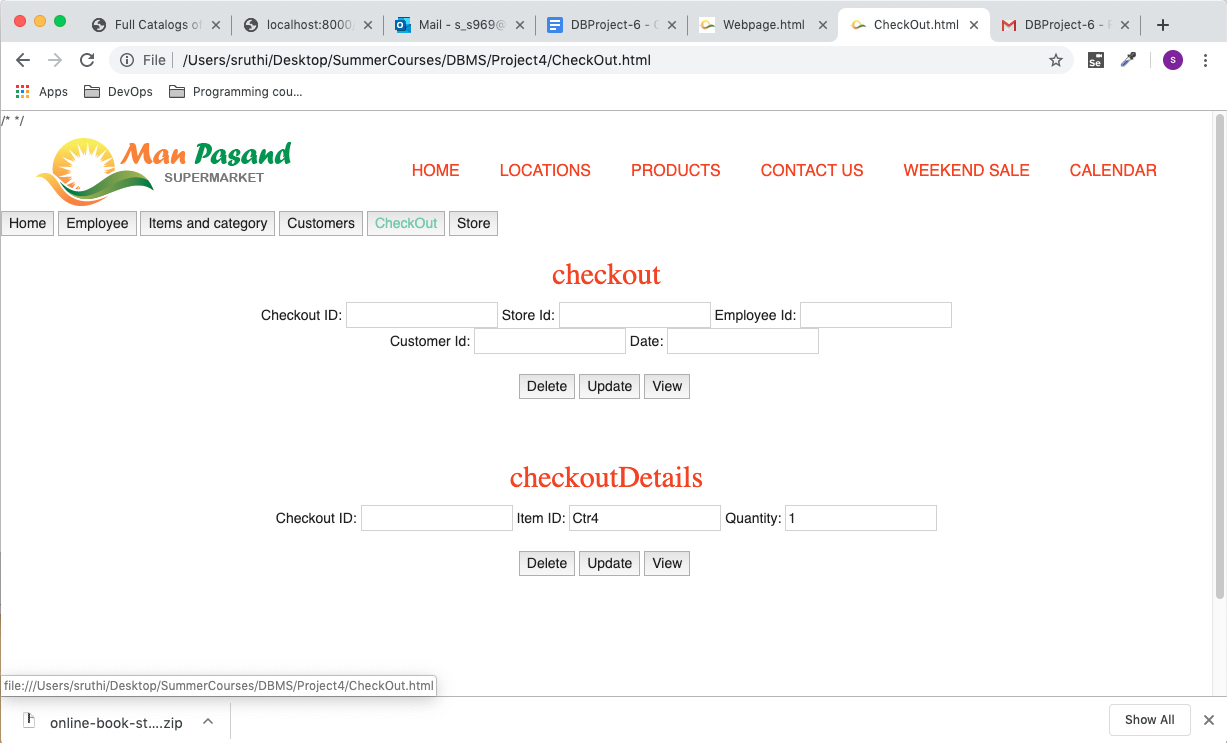 Full Catalogs of
localhost:8000/
Mail - s_s969@
DBProject-6 - G
Webpage.html
CheckOut.html
DBProject-6 - F
File /Users/sruthi/Desktop/SummerCourses/DBMS/Project4/CheckOut.html Se s
Apps DevOps Programming cou...
/* */
Man Pasand
SUPERMARKET
HOME LOCATIONS PRODUCTS CONTACT US WEEKEND SALE CALENDAR
Home Employee Items and category Customers CheckOut Store
checkout
Checkout ID: Store Id: Employee Id:
Customer Id: Date:
Delete Update View
checkoutDetails
Checkout ID: Item ID: Ctr4 Quantity: 1
Delete Update View
file:///Users/sruthi/Desktop/SummerCourses/DBMS/Project4/CheckOut.html
online-book-st....zip Show All